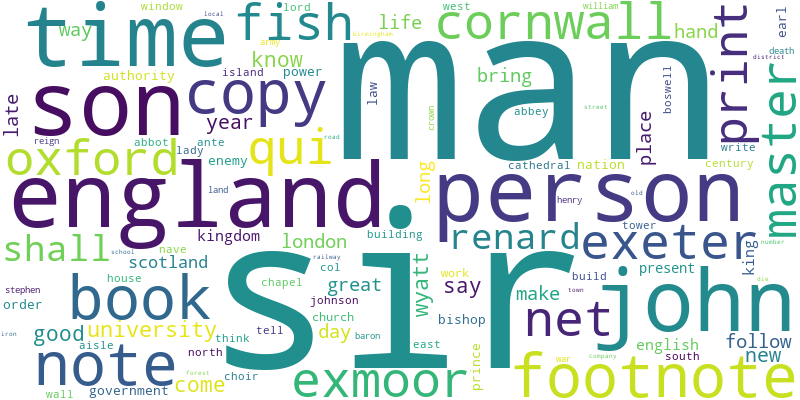 window
local
lord
west
william
earl
time
fish
life
cornwall
man
print
way
birmingham
army
know
hand
death
district
authority
island
power
bring
law
boswell
master
son
copy
late
year
crown
abbey
street
place
reign
abbot
ante
road
write
oxford
lady
enemy
qui
long
cathedral
nation
century
england.
land
person
henry
old
shall
kingdom
london
building
renard
exeter
tower
king
number
nave
scotland
school
railway
sir
wyatt
say
die
stephen
house
chapel
col
great
work
build
present
john
order
book
johnson
make
town
iron
good
university
church
day
bishop
net
english
follow
aisle
think
tell
baron
east
prince
war
company
south
new
note
north
wall
government
come
choir
forest
exmoor
footnote